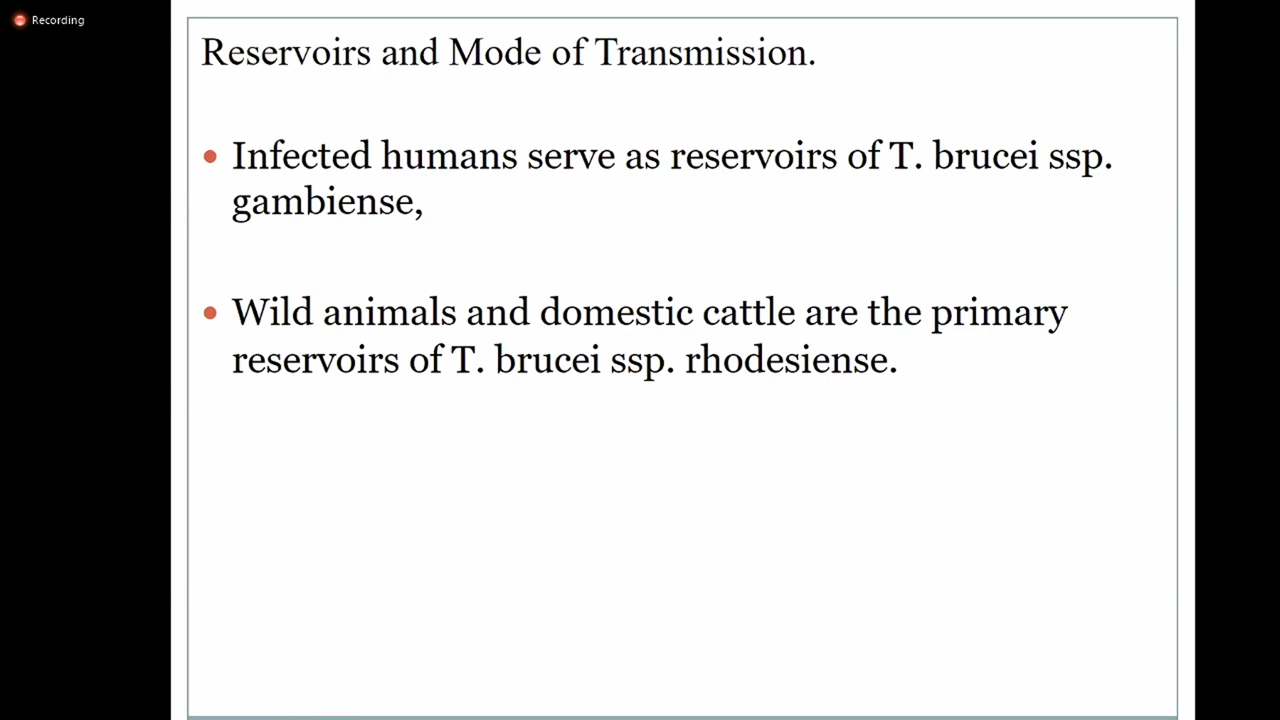 Recording
Reservoirs and Mode of Transmission.
• Infected humans serve as reservoirs of T. brucei ssp.
gambiense,
• Wild animals and domestic cattle are the primary
reservoirs of T. brucei ssp. rhodesiense.